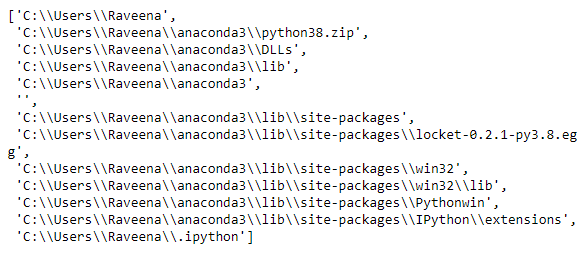 ['C:\\Users\\Raveena',
 'C:\\Users\\Raveena\\anaconda3\\python38.zip',
 'C:\\Users\\Raveena\\anaconda3\\DLLs',
 'C:\\Users\\Raveena\\anaconda3\\lib',
 'C:\\Users\\Raveena\\anaconda3',
 '',
 'C:\\Users\\Raveena\\anaconda3\\lib\\site-packages',
 'C:\\Users\\Raveena\\anaconda3\\lib\\site-packages\\locket-0.2.1-py3.8.eg
g',
 'C:\\Users\\Raveena\\anaconda3\\lib\\site-packages\\win32',
 'C:\\Users\\Raveena\\anaconda3\\lib\\site-packages\\win32\\lib',
 'C:\\Users\\Raveena\\anaconda3\\lib\\site-packages\\Pythonwin',
 'C:\\Users\\Raveena\\anaconda3\\lib\\site-packages\\IPython\\extensions',
 'C:\\Users\\Raveena\\.ipython']